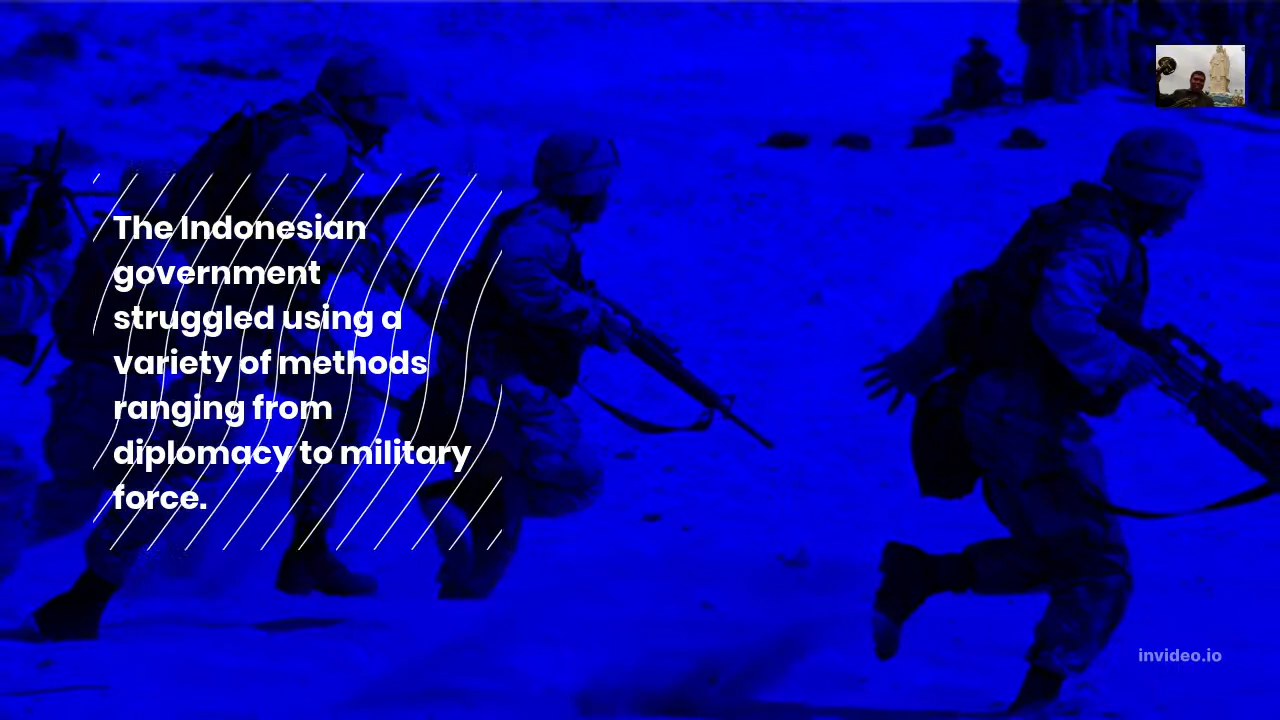 The Indonesian
government
struggled using a
variety of methods
ranging from
diplomacy to military
force.
invideo.io